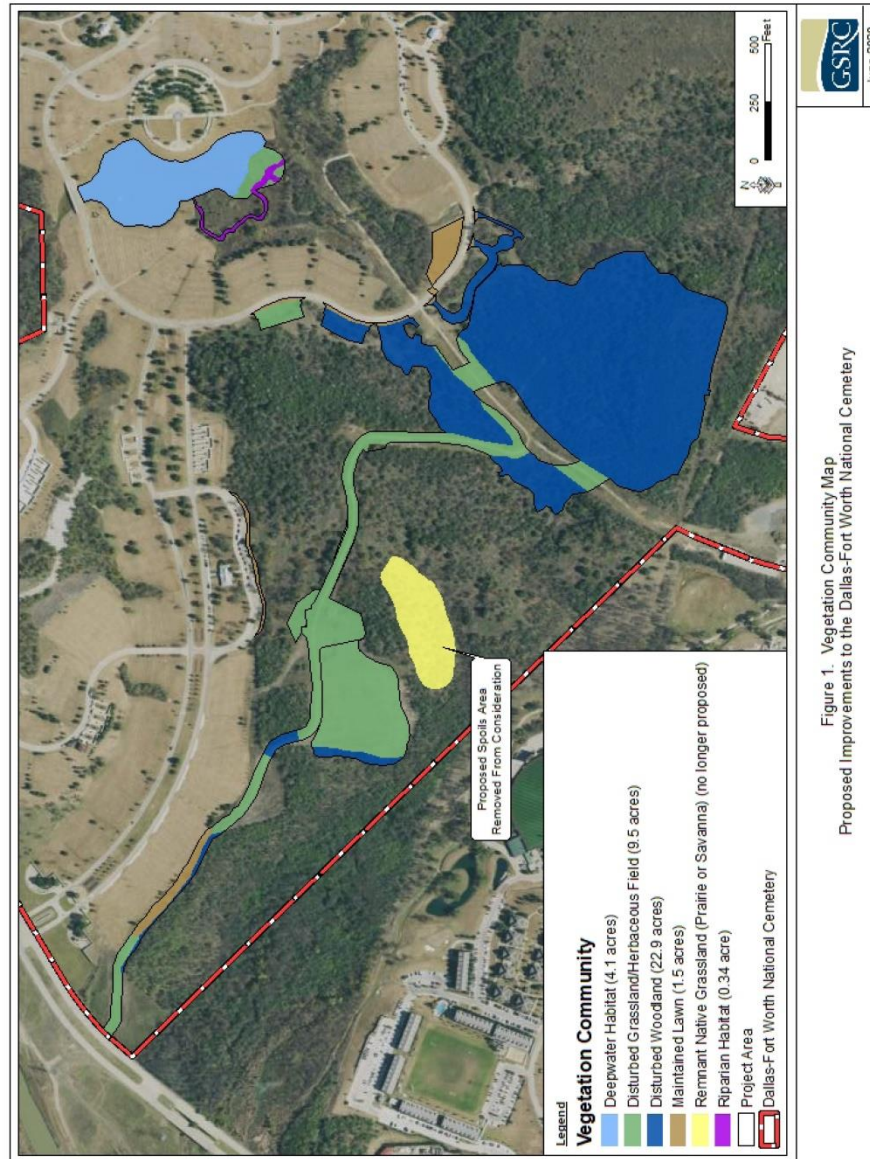 Proposed Spoils Area
Removed From Consideration
Legend
Vegetation Community
Deepwater Habitat (4.1 acres)
Disturbed Grassland/Herbaceous Field (9.5 acres)
Disturbed Woodland (22.9 acres)
Maintained Lawn (1.5 acres)
Remnant Native Grassland (Prairie or Savanna) (no longer proposed)
Riparian Habitat (0.34 acre)
Project Area
Dallas-Fort Worth National Cemetery
N
0 250 500
Feet
Figure 1. Vegetation Community Map
Proposed Improvements to the Dallas-Fort Worth National Cemetery
GSRC